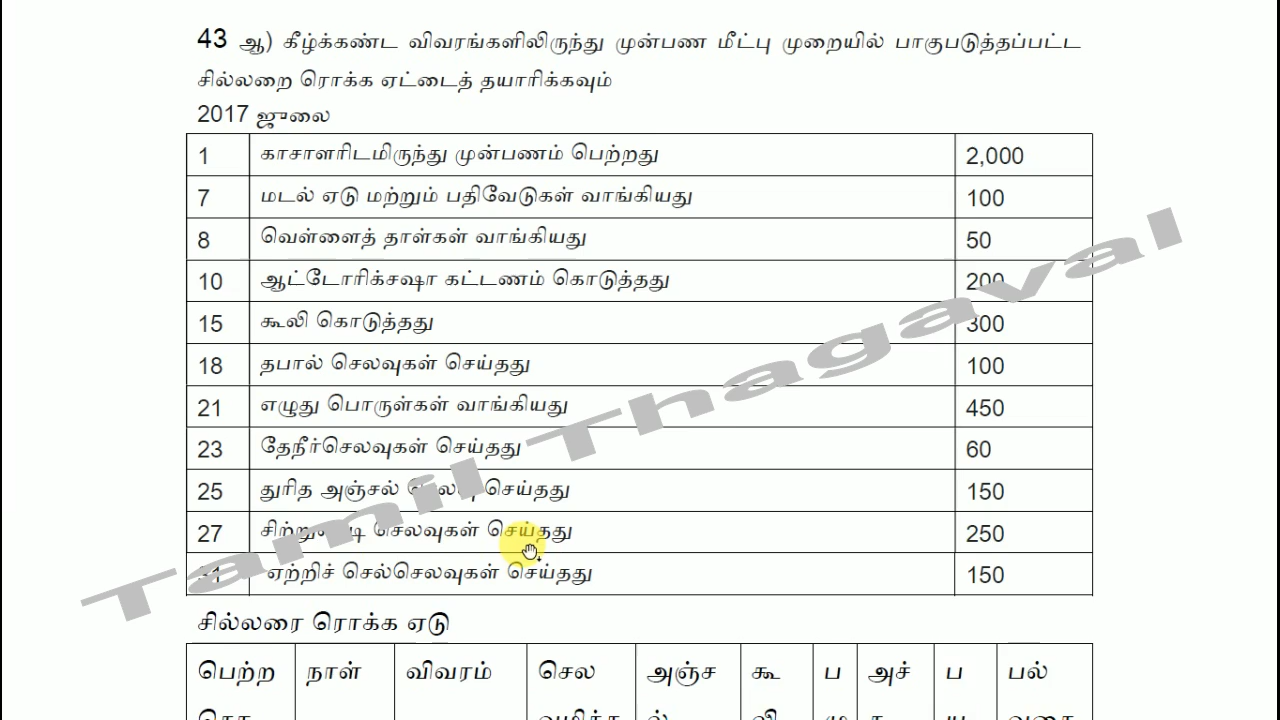 43 ஆ) கீழ்க்கண்ட விவரங்களிலிருந்து முன்பண மீட்பு முறையில் பாகுபடுத்தப்பட்ட
சில்லறை ரொக்க ஏட்டைத் தயாரிக்கவும்
2017 ஜுலை
1 காசாளரிடமிருந்து முன்பணம் பெற்றது 2,000
7 மடல் ஏடு மற்றும் பதிவேடுகள் வாங்கியது 100
8 வெள்ளைத் தாள்கள் வாங்கியது 50
10 ஆட்டோரிக்சஷா கட்டணம் கொடுத்தது 200
15 கூலி கொடுத்தது 300
18 தபால் செலவுகள் செய்தது 100
21 எழுது பொருள்கள் வாங்கியது 450
23 தேநீர்செலவுகள் செய்தது 60
25 துரித அஞ்சல் செலவு செய்தது 150
27 செலவுகள் செய்தது 250
31 ஏற்றிச் செல்செலவுகள் செய்தது 150
Tamil Thagaval
சில்லரை ரொக்க ஏடு
பெற்ற நாள் விவரம் செல அஞ்ச கூ ப அச் ப பல்